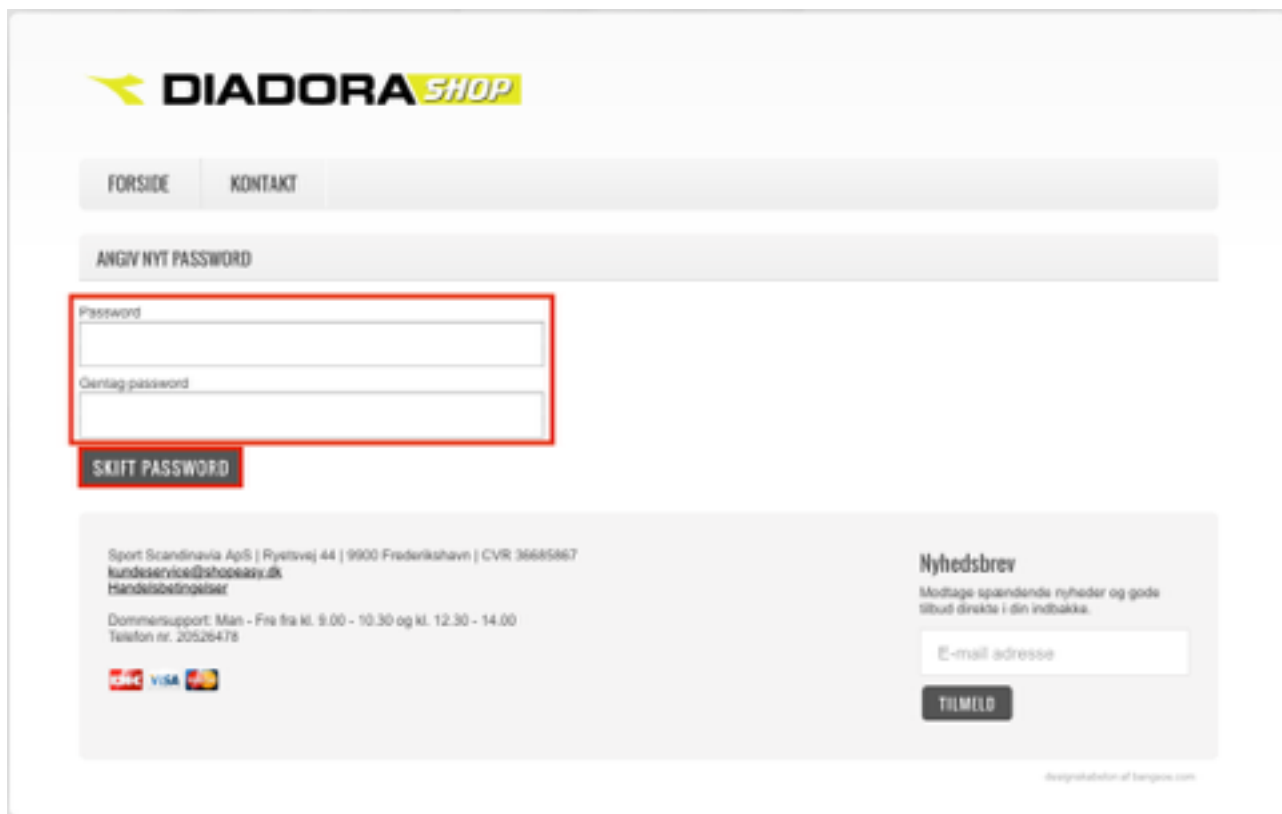 DIADORA SHOP
FORSIDE KONTAKT
ANGIV NYT PASSWORD
Password
Gentag password
SKIFT PASSWORD
Sport Scandinavia ApS | Ryetsvej 44 | 9900 Frederikshavn | CVR 36685867
kundeservice@shopeasy.dk
Handelsbetingelser
Dommersupport: Man - Fre fra kl. 9.00 - 10.30 og kl. 12.30 - 14.00
Telefon nr. 20526478
VISA
Nyhedsbrev
Modtage spændende nyheder og gode
tilbud direkte i din indbakke.
E-mail adresse
TILMELD
designskabelon af